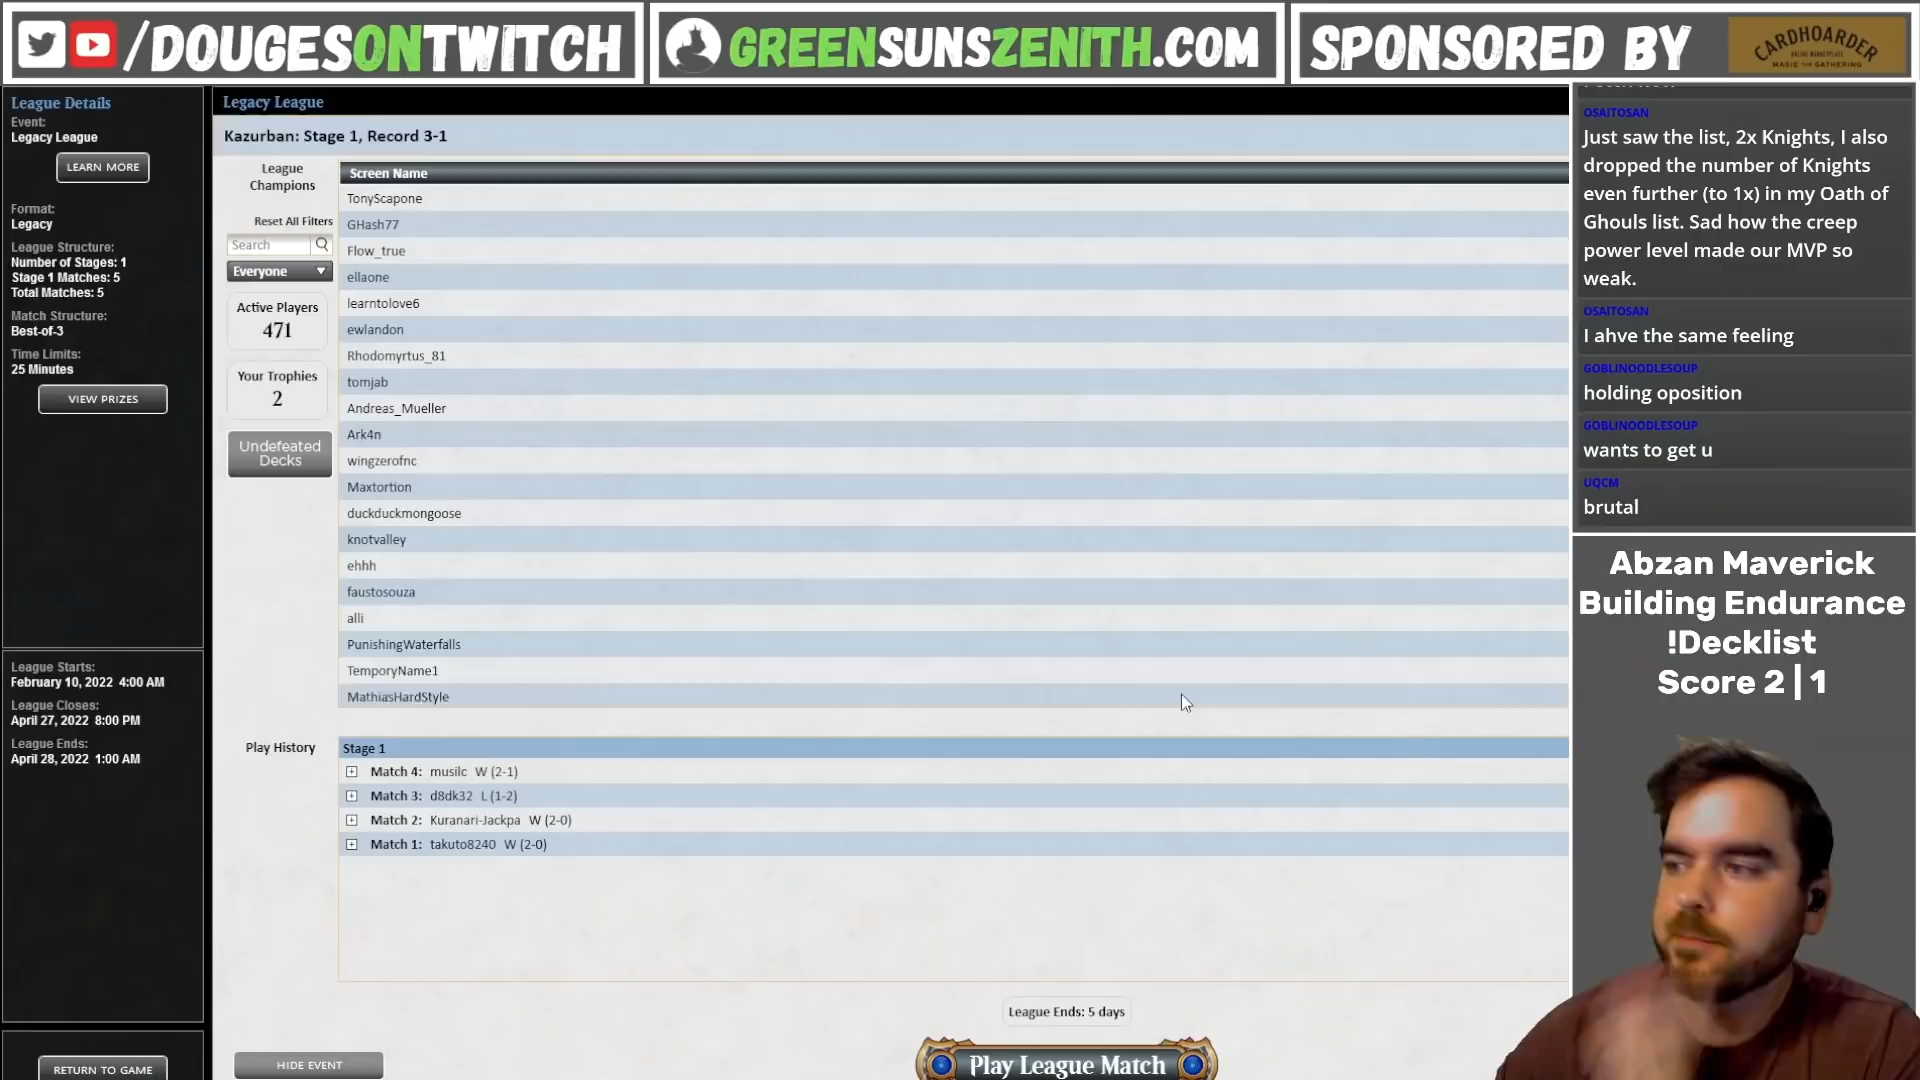 /DOUGESONTWITCH
GREENSUNSZENITH.COM
SPONSORED BY
CARDHOARDER
MAGIC THE GATHERING
League Details
Event:
Legacy League
LEARN MORE
Format:
Legacy
League Structure:
Number of Stages: 1
Stage 1 Matches: 5
Total Matches: 5
Match Structure:
Best-of-3
Time Limits:
25 Minutes
VIEW PRIZES
League Starts:
February 10, 2022 4:00 AM
League Closes:
April 27, 2022 8:00 PM
League Ends:
April 28, 2022 1:00 AM
RETURN TO GAME
Legacy League
Kazurban: Stage 1, Record 3-1
League
Champions
Reset All Filters
Search
Everyone
Active Players
471
Your Trophies
2
Undefeated
Decks
Screen Name
TonyScapone
GHash77
Flow_true
ellaone
learntolove6
ewlandon
Rhodomyrtus_81
tomjab
Andreas_Mueller
Ark4n
wingzerofnc
Maxtortion
duckduckmongoose
knotvalley
ehhh
faustosouza
alli
PunishingWaterfalls
TemporyName1
MathiasHardStyle
Play History
Stage 1
Match 4: musilc W (2-1)
Match 3: d8dk32 L (1-2)
Match 2: Kuranari-Jackpa W (2-0)
Match 1: takuto8240 W (2-0)
League Ends: 5 days
HIDE EVENT
Play League Match
OSAITOSAN
Just saw the list, 2x Knights, I also
dropped the number of Knights
even further (to 1x) in my Oath of
Ghouls list. Sad how the creep
power level made our MVP so
weak.
OSAITOSAN
I ahve the same feeling
GOBLINOODLESOUP
holding oposition
GOBLINOODLESOUP
wants to get u
UQCM
brutal
Abzan Maverick
Building Endurance
!Decklist
Score 2 | 1